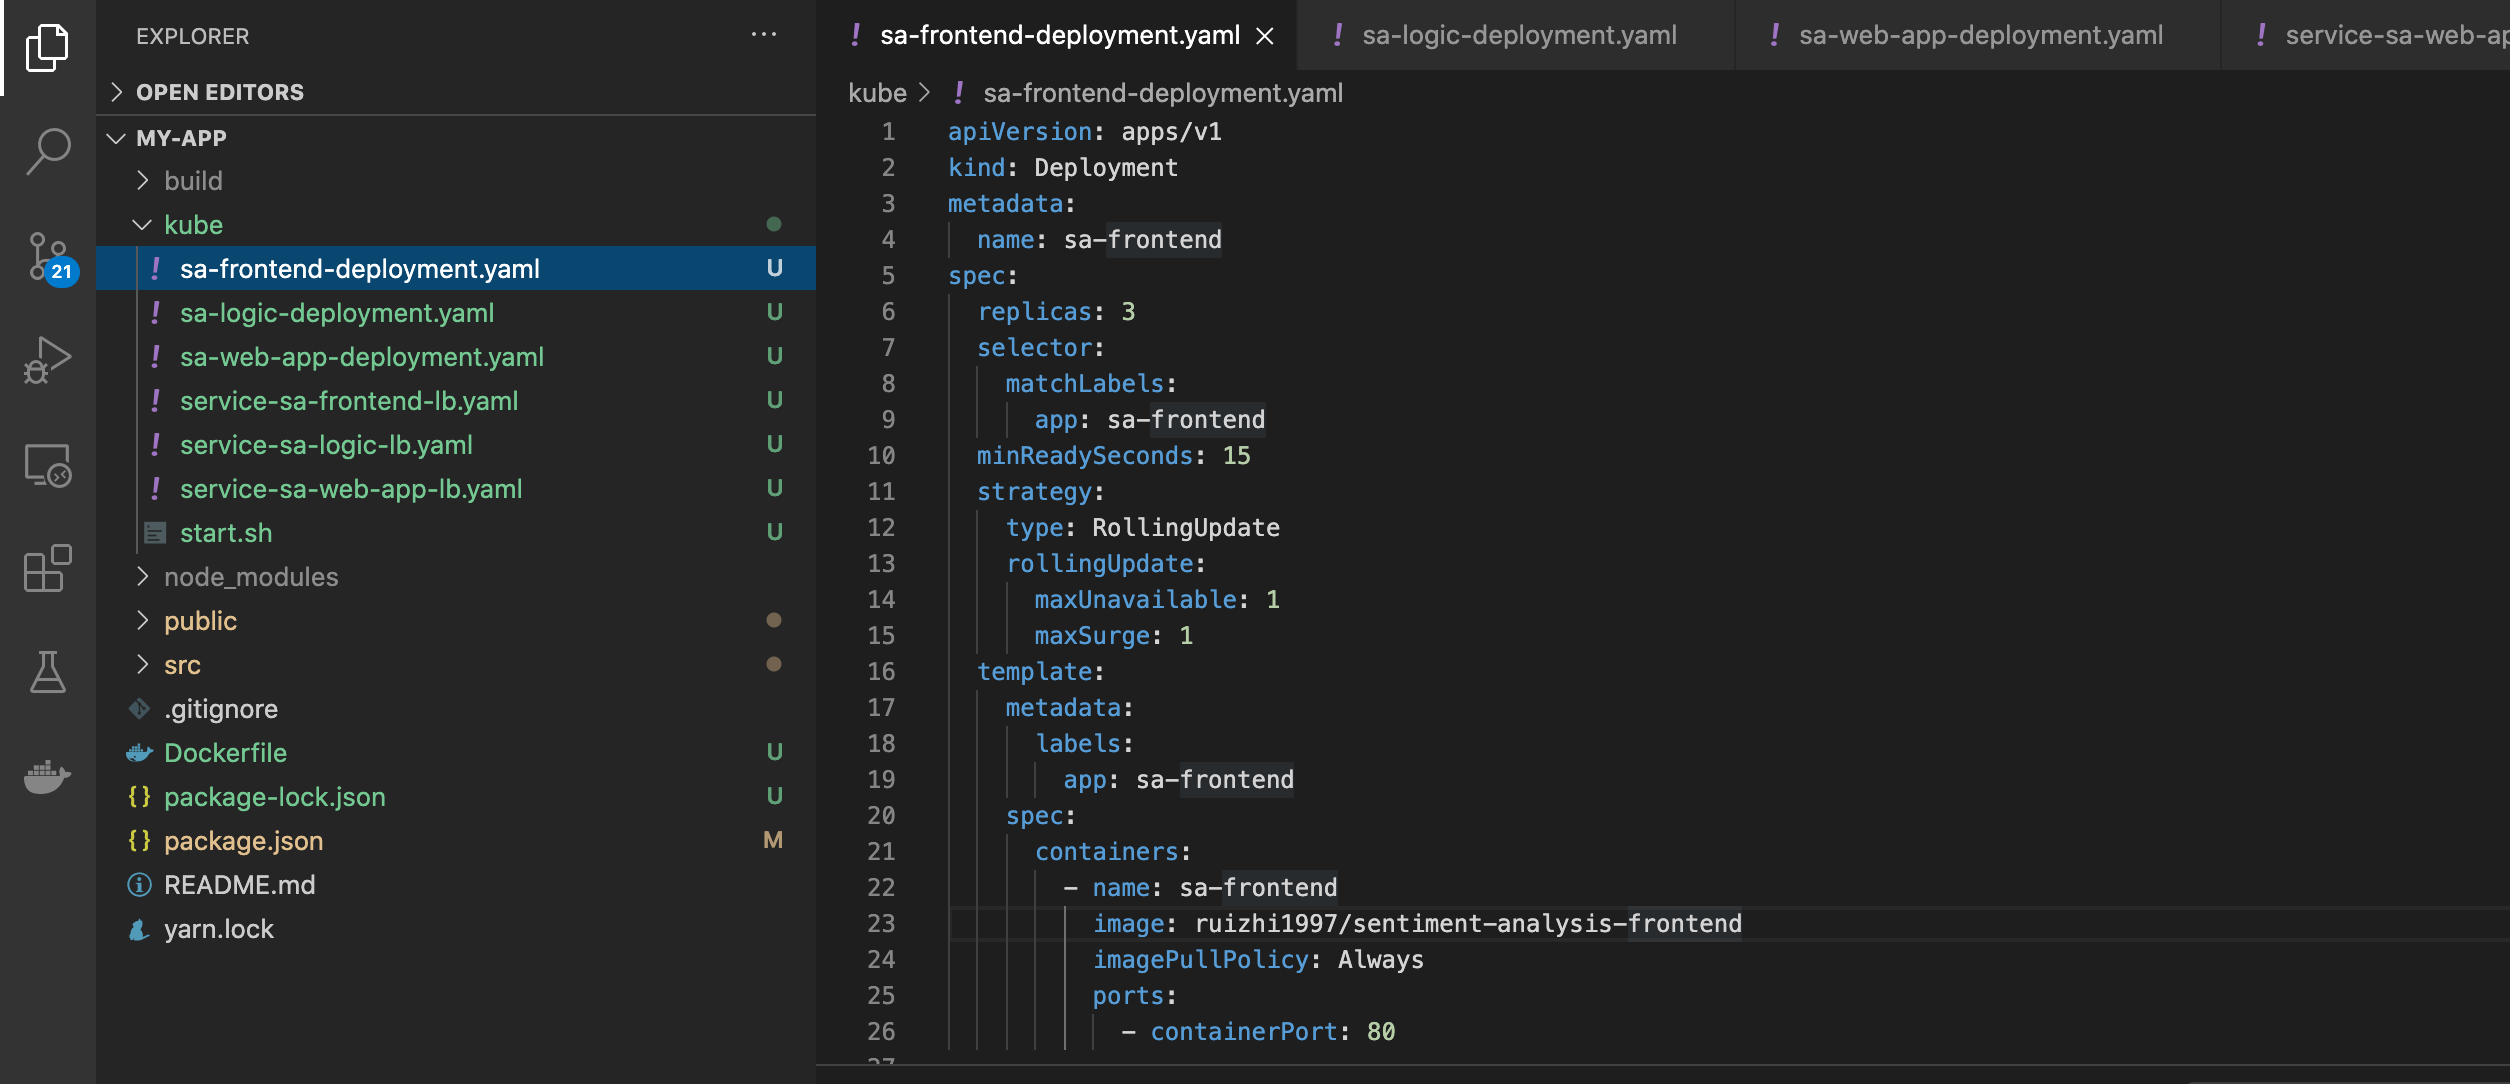 EXPLORER
OPEN EDITORS
MY-APP
build
kube
sa-frontend-deployment.yaml U
sa-logic-deployment.yaml U
sa-web-app-deployment.yaml U
service-sa-frontend-lb.yaml U
service-sa-logic-lb.yaml U
service-sa-web-app-lb.yaml U
start.sh U
node_modules
public
src
.gitignore
Dockerfile U
package-lock.json U
package.json M
README.md
yarn.lock
21
! sa-frontend-deployment.yaml ! sa-logic-deployment.yaml ! sa-web-app-deployment.yaml ! service-sa-web-ap
kube > ! sa-frontend-deployment.yaml
1 apiVersion: apps/v1
2 kind: Deployment
3 metadata:
4 name: sa-frontend
5 spec:
6 replicas: 3
7 selector:
8 matchLabels:
9 app: sa-frontend
10 minReadySeconds: 15
11 strategy:
12 type: RollingUpdate
13 rollingUpdate:
14 maxUnavailable: 1
15 maxSurge: 1
16 template:
17 metadata:
18 labels:
19 app: sa-frontend
20 spec:
21 containers:
22 - name: sa-frontend
23 image: ruizhi1997/sentiment-analysis-frontend
24 imagePullPolicy: Always
25 ports:
26 - containerPort: 80
27